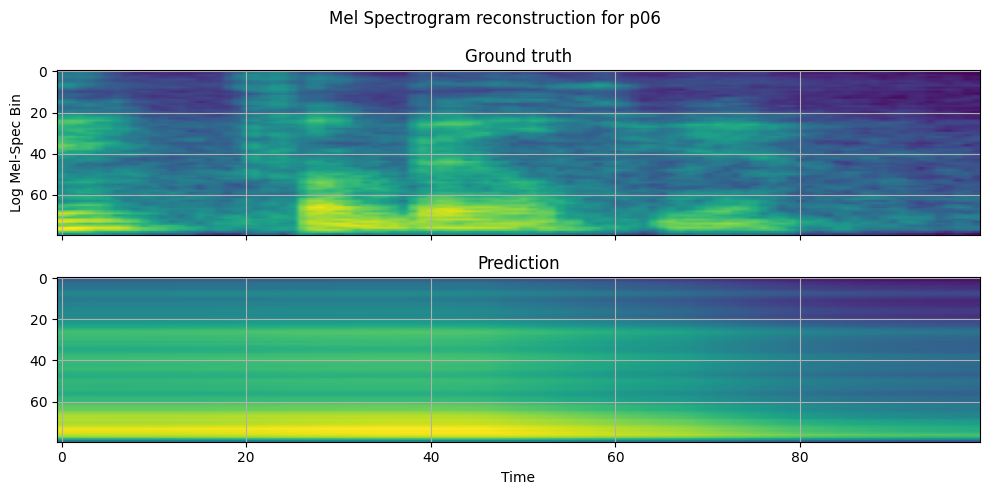 Mel Spectrogram reconstruction for p06
Ground truth
0
20
40
60
Log Mel-Spec Bin
Prediction
0
20
40
60
0 20 40 60 80
Time